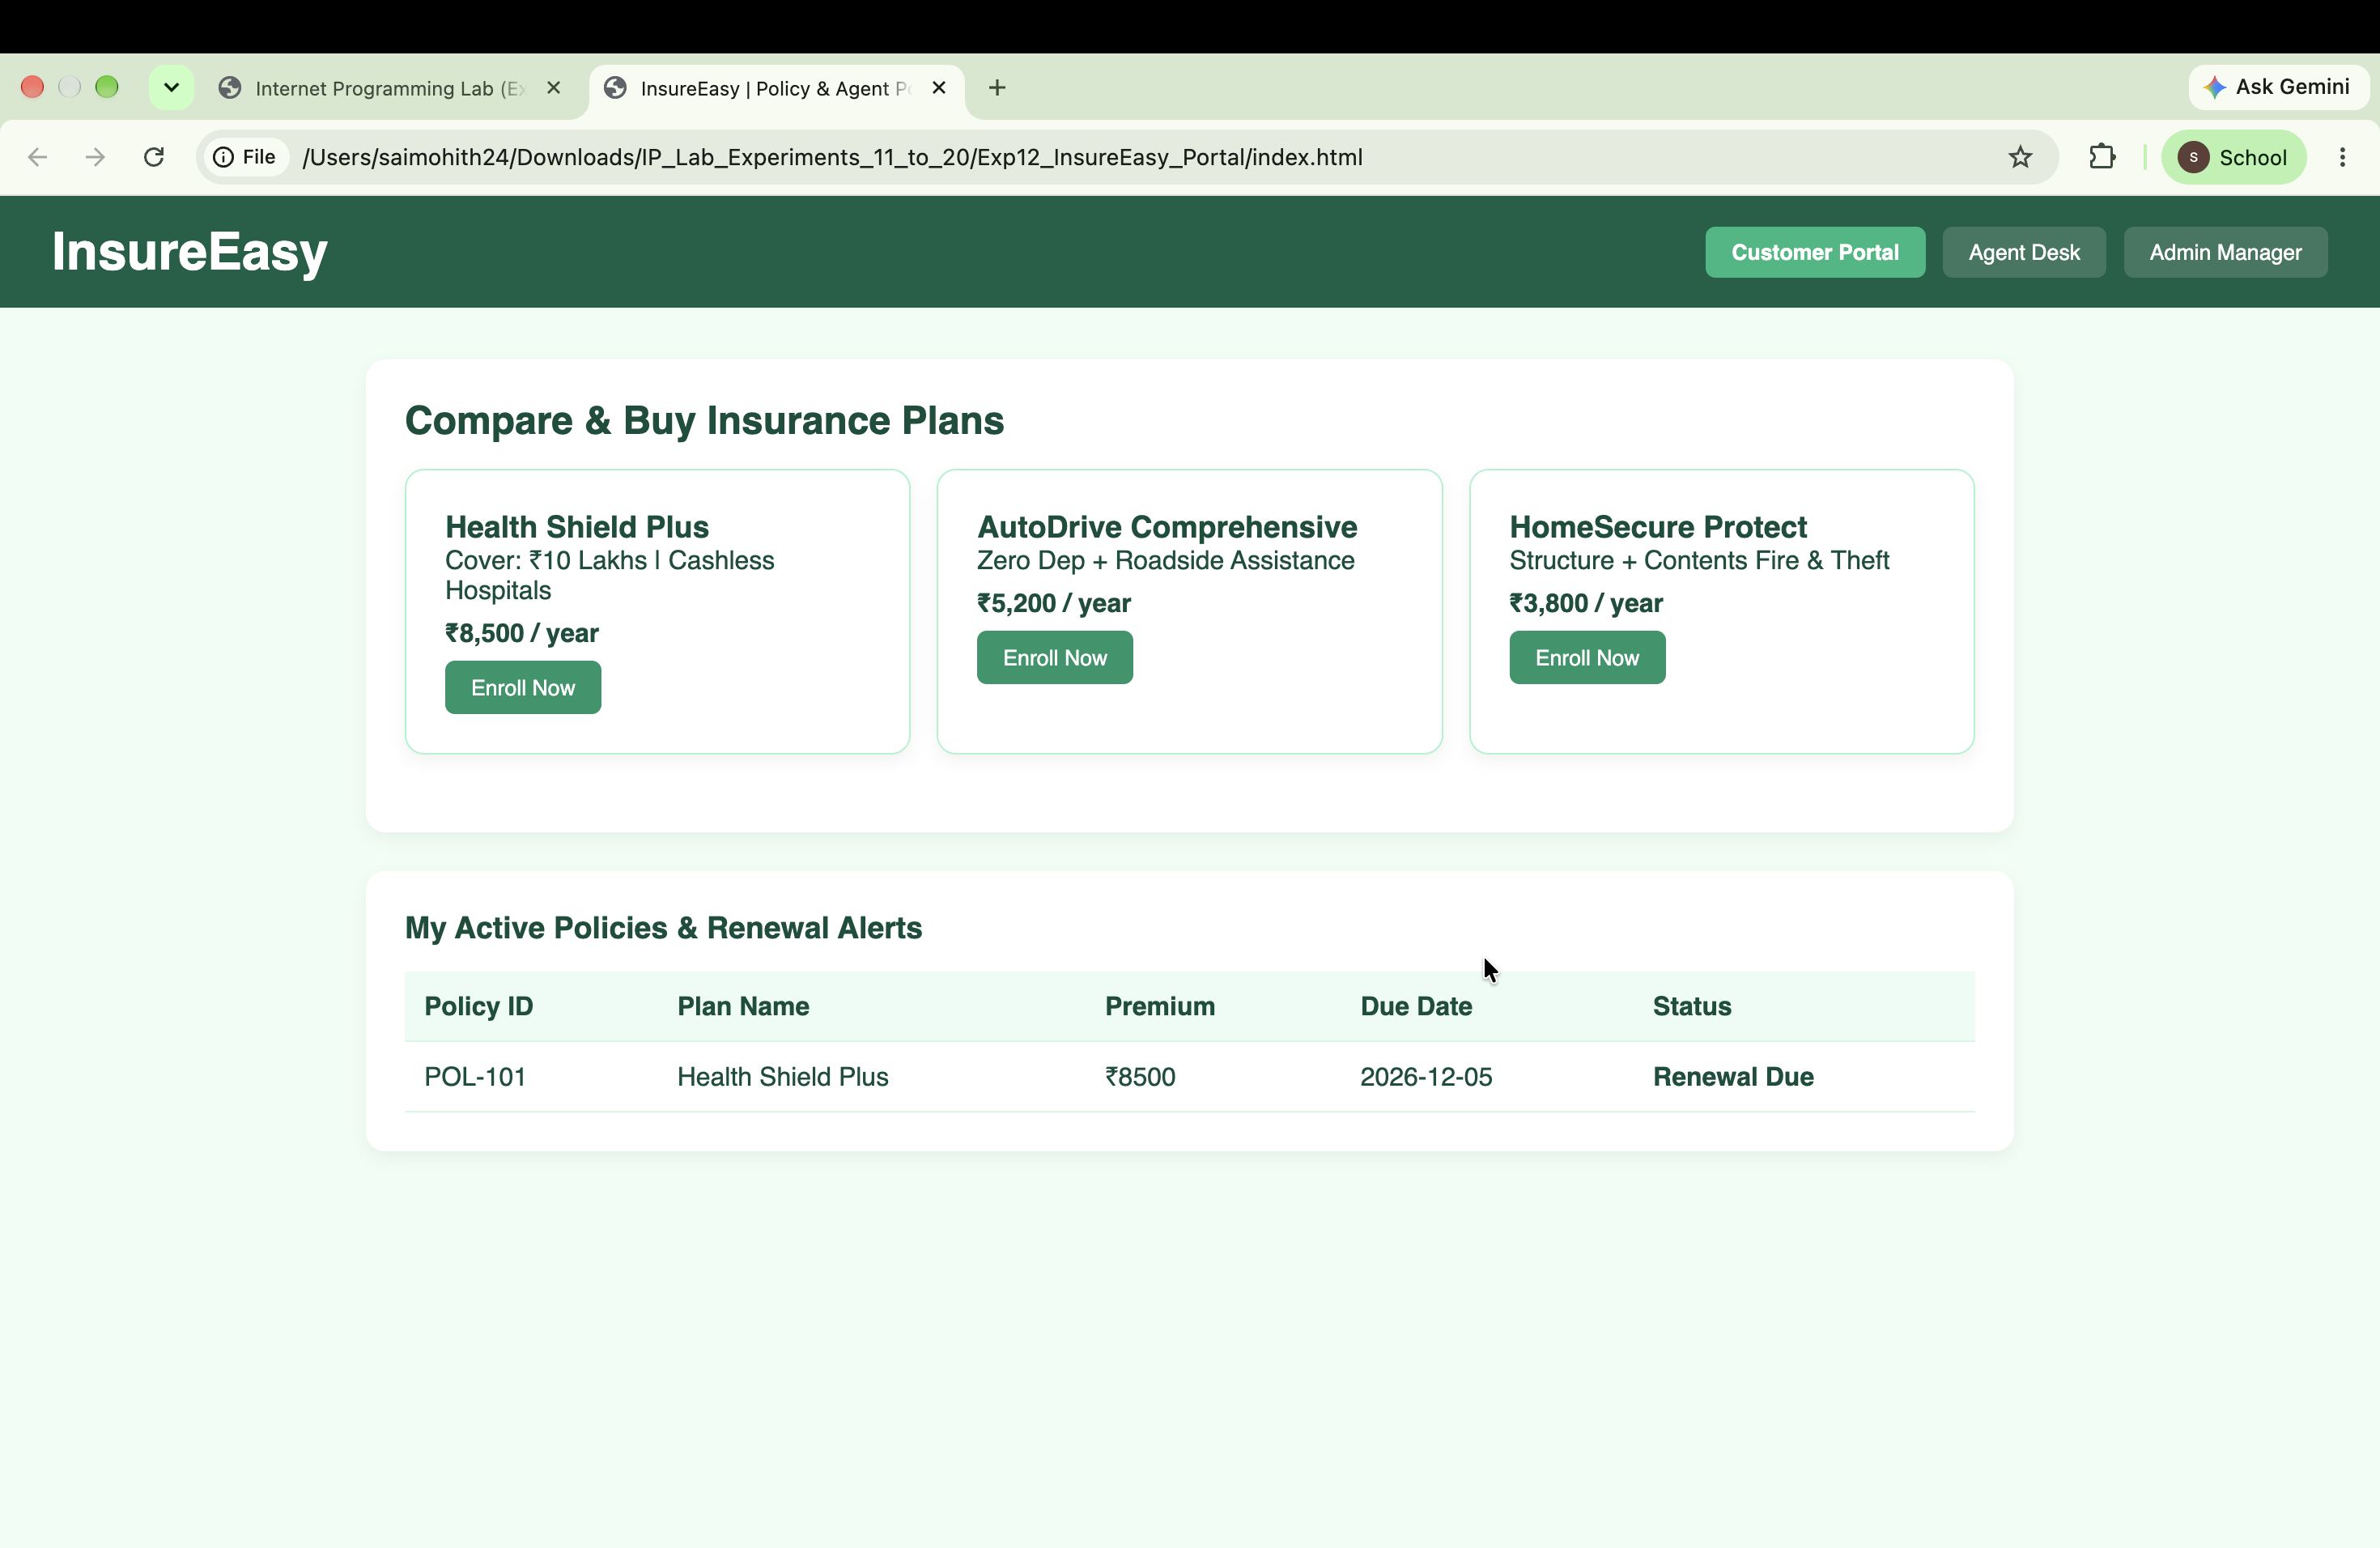 Internet Programming Lab (Ex
InsureEasy | Policy & Agent P
Ask Gemini
File
/Users/saimohith24/Downloads/IP_Lab_Experiments_11_to_20/Exp12_InsureEasy_Portal/index.html
S
School
InsureEasy
Customer Portal
Agent Desk
Admin Manager
Compare & Buy Insurance Plans
Health Shield Plus
Cover: ₹10 Lakhs | Cashless
Hospitals
₹8,500 / year
Enroll Now
AutoDrive Comprehensive
Zero Dep + Roadside Assistance
₹5,200 / year
Enroll Now
HomeSecure Protect
Structure + Contents Fire & Theft
₹3,800 / year
Enroll Now
My Active Policies & Renewal Alerts
Policy ID Plan Name Premium Due Date Status
POL-101 Health Shield Plus ₹8500 2026-12-05 Renewal Due